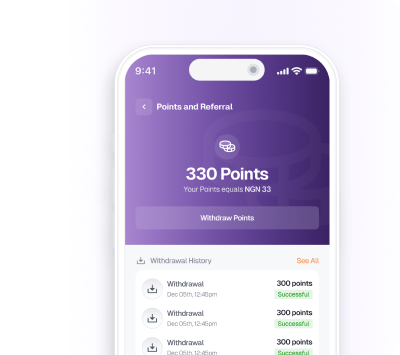 9:41
Points and Referral
330 Points
Your Points equals NGN 33
Withdraw Points
Withdrawal History See All
Withdrawal 300 points
Dec 05th, 12:45pm Successful
Withdrawal 300 points
Dec 05th, 12:45pm Successful
Withdrawal 300 points
Dec 05th, 12:45pm Successful